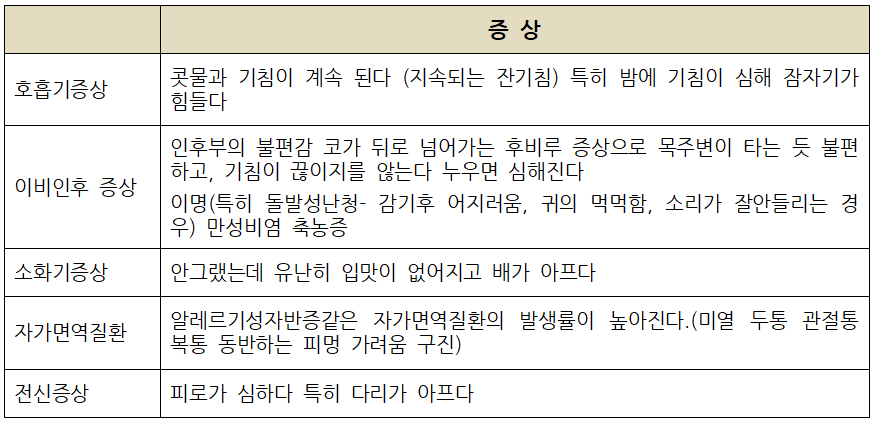 증 상
호흡기증상
콧물과 기침이 계속 된다 (지속되는 잔기침) 특히 밤에 기침이 심해 잠자기가
힘들다
이비인후 증상
인후부의 불편감 코가 뒤로 넘어가는 후비루 증상으로 목주변이 타는 듯 불편
하고, 기침이 끊이지를 않는다 누우면 심해진다
이명(특히 돌발성난청- 감기후 어지러움, 귀의 먹먹함, 소리가 잘안들리는 경
우) 만성비염 축농증
소화기증상
안그랬는데 유난히 입맛이 없어지고 배가 아프다
자가면역질환
알레르기성자반증같은 자가면역질환의 발생률이 높아진다.(미열 두통 관절통
복통 동반하는 피멍 가려움 구진)
전신증상
피로가 심하다 특히 다리가 아프다